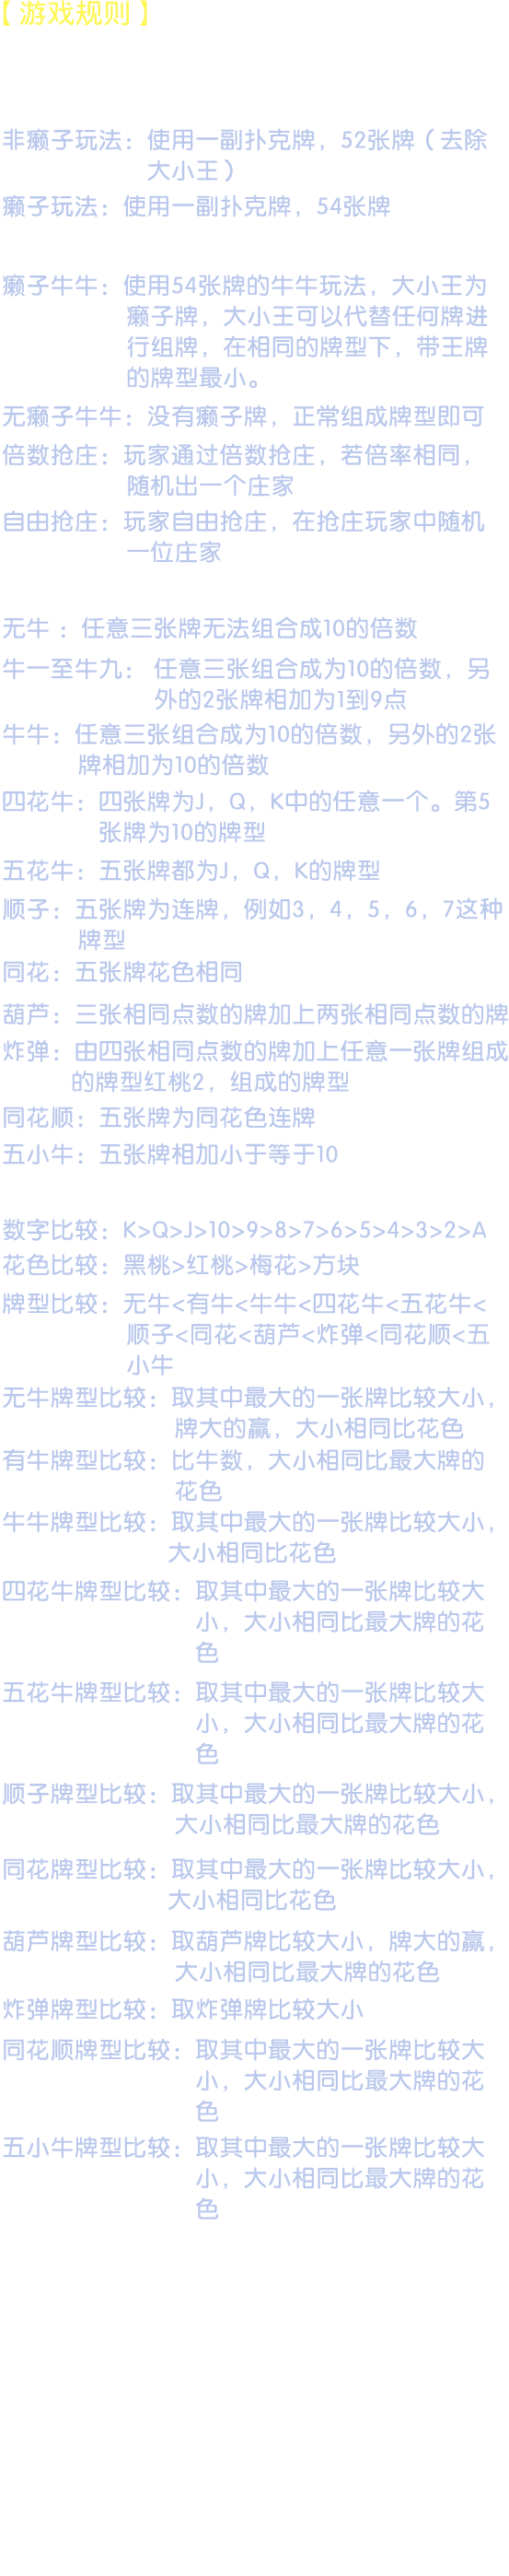 【游戏规则】
非癞子玩法：使用一副扑克牌，52张牌（去除
大小王）
癞子玩法：使用一副扑克牌，54张牌
癞子牛牛：使用54张牌的牛牛玩法，大小王为
癞子牌，大小王可以代替任何牌进
行组牌，在相同的牌型下，带王牌
的牌型最小。
无癞子牛牛：没有癞子牌，正常组成牌型即可
倍数抢庄：玩家通过倍数抢庄，若倍率相同，
随机出一个庄家
自由抢庄：玩家自由抢庄，在抢庄玩家中随机
一位庄家
无牛 ：任意三张牌无法组合成10的倍数
牛一至牛九： 任意三张组合成为10的倍数，另
外的2张牌相加为1到9点
牛牛：任意三张组合成为10的倍数，另外的2张
牌相加为10的倍数
四花牛：四张牌为J，Q，K中的任意一个。第5
张牌为10的牌型
五花牛：五张牌都为J，Q，K的牌型
顺子：五张牌为连牌，例如3，4，5，6，7这种
牌型
同花：五张牌花色相同
葫芦：三张相同点数的牌加上两张相同点数的牌
炸弹：由四张相同点数的牌加上任意一张牌组成
的牌型红桃2，组成的牌型
同花顺：五张牌为同花色连牌
五小牛：五张牌相加小于等于10
数字比较：K>Q>J>10>9>8>7>6>5>4>3>2>A
花色比较：黑桃>红桃>梅花>方块
牌型比较：无牛<有牛<牛牛<四花牛<五花牛<
顺子<同花<葫芦<炸弹<同花顺<五
小牛
无牛牌型比较：取其中最大的一张牌比较大小，
牌大的赢，大小相同比花色
有牛牌型比较：比牛数，大小相同比最大牌的
花色
牛牛牌型比较：取其中最大的一张牌比较大小，
大小相同比花色
四花牛牌型比较：取其中最大的一张牌比较大
小，大小相同比最大牌的花
色
五花牛牌型比较：取其中最大的一张牌比较大
小，大小相同比最大牌的花
色
顺子牌型比较：取其中最大的一张牌比较大小，
大小相同比最大牌的花色
同花牌型比较：取其中最大的一张牌比较大小，
大小相同比花色
葫芦牌型比较：取葫芦牌比较大小，牌大的赢，
大小相同比最大牌的花色
炸弹牌型比较：取炸弹牌比较大小
同花顺牌型比较：取其中最大的一张牌比较大
小，大小相同比最大牌的花
色
五小牛牌型比较：取其中最大的一张牌比较大
小，大小相同比最大牌的花
色